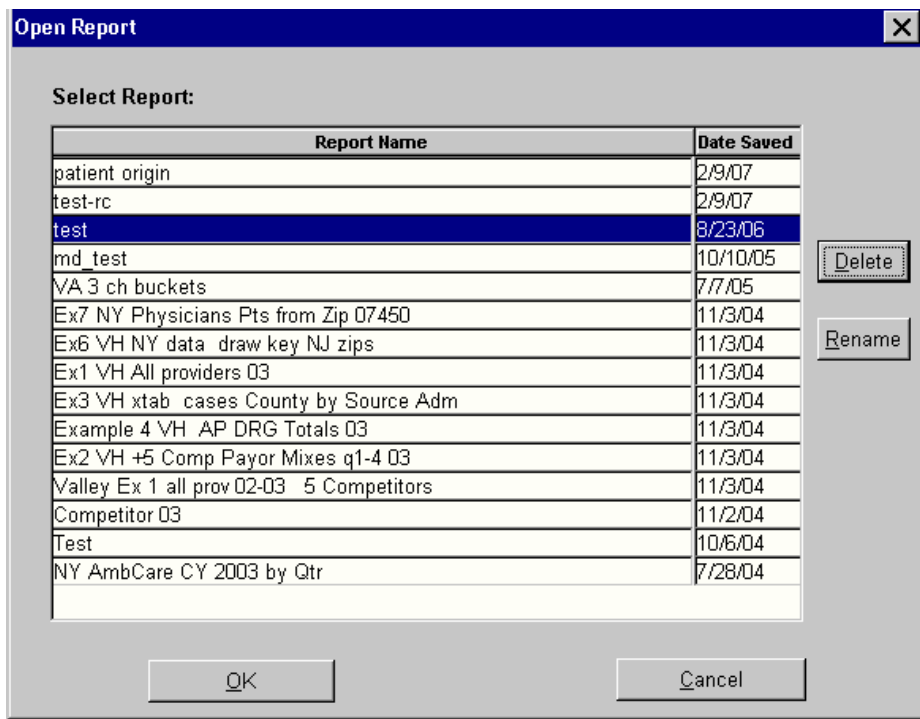 Open Report
Select Report:
Report Name Date Saved
patient origin 2/9/07
test-rc 2/9/07
test 8/23/06
md_test 10/10/05
VA 3 ch buckets 7/7/05
Ex7 NY Physicians Pts from Zip 07450 11/3/04
Ex6 VH NY data  draw key NJ zips 11/3/04
Ex1 VH All providers 03 11/3/04
Ex3 VH xtab  cases County by Source Adm 11/3/04
Example 4 VH  AP DRG Totals 03 11/3/04
Ex2 VH +5 Comp Payor Mixes q1-4 03 11/3/04
Valley Ex 1 all prov 02-03   5 Competitors 11/3/04
Competitor 03 11/2/04
Test 10/6/04
NY AmbCare CY 2003 by Qtr 7/28/04
Delete
Rename
OK Cancel